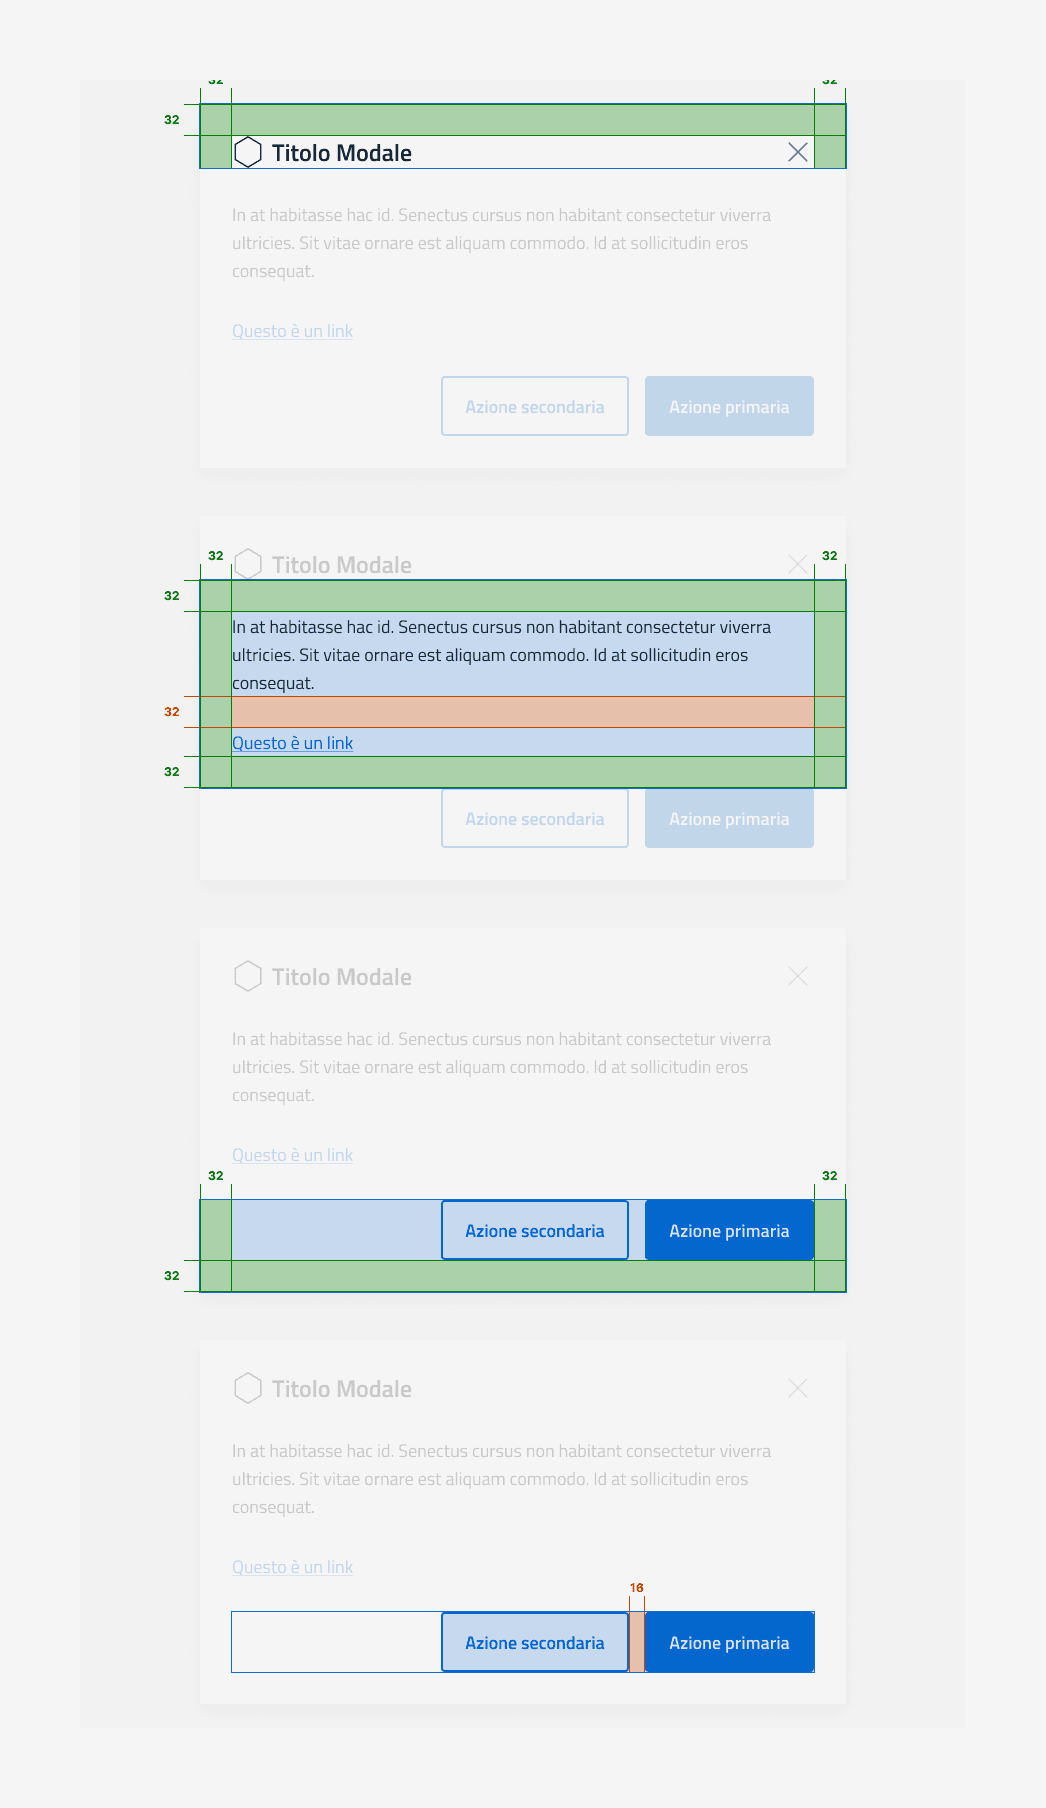 32 32
32
Titolo Modale
In at habitasse hac id. Senectus cursus non habitant consectetur viverra
ultricies. Sit vitae ornare est aliquam commodo. Id at sollicitudin eros
consequat.
Questo è un link
Azione secondaria Azione primaria
32 32
Titolo Modale
32
In at habitasse hac id. Senectus cursus non habitant consectetur viverra
ultricies. Sit vitae ornare est aliquam commodo. Id at sollicitudin eros
consequat.
32
Questo è un link
32
Azione secondaria Azione primaria
Titolo Modale
In at habitasse hac id. Senectus cursus non habitant consectetur viverra
ultricies. Sit vitae ornare est aliquam commodo. Id at sollicitudin eros
consequat.
Questo è un link
32 32
Azione secondaria Azione primaria
32
Titolo Modale
In at habitasse hac id. Senectus cursus non habitant consectetur viverra
ultricies. Sit vitae ornare est aliquam commodo. Id at sollicitudin eros
consequat.
Questo è un link
16
Azione secondaria Azione primaria